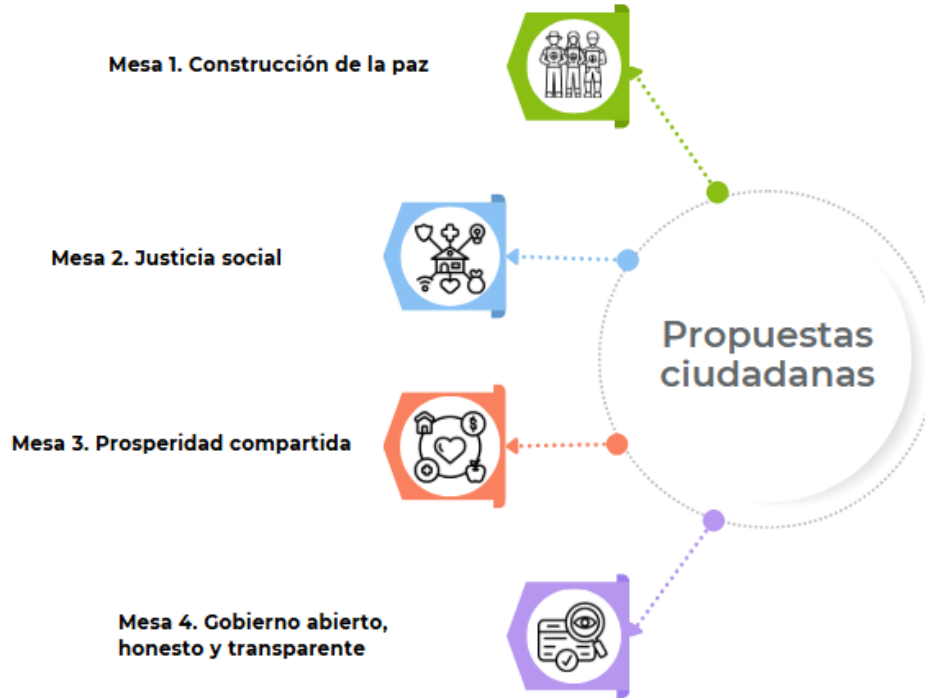 Mesa 1. Construcción de la paz
Mesa 2. Justicia social
Propuestas
ciudadanas
Mesa 3. Prosperidad compartida
Mesa 4. Gobierno abierto,
honesto y transparente